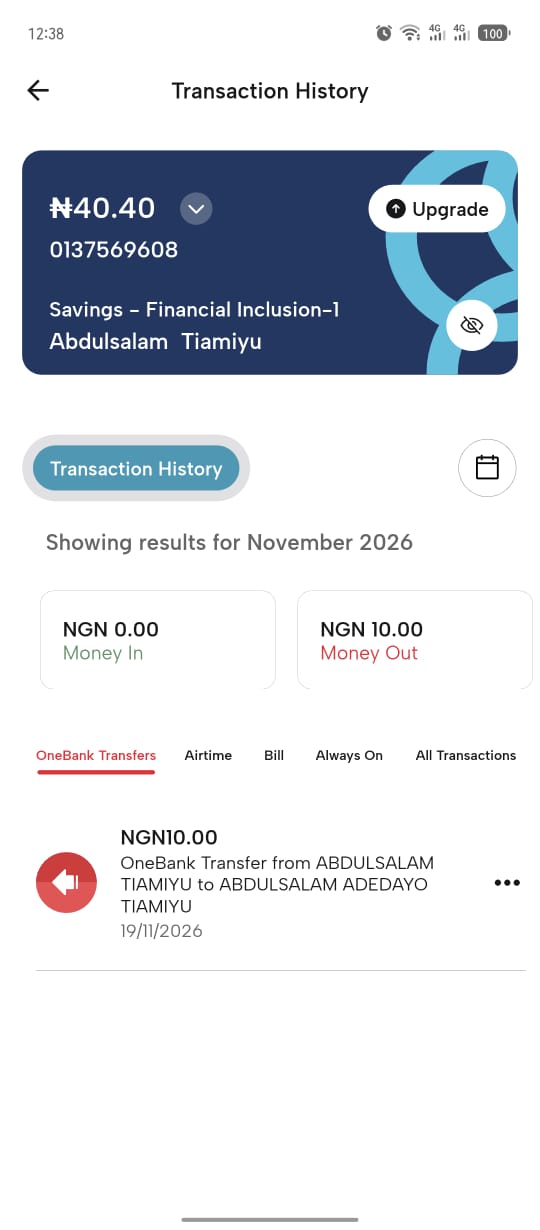 12:38
4G 4G 100
Transaction History
₦40.40
Upgrade
0137569608
Savings - Financial Inclusion-1
Abdulsalam Tiamiyu
Transaction History
Showing results for November 2026
NGN 0.00
Money In
NGN 10.00
Money Out
OneBank Transfers Airtime Bill Always On All Transactions
NGN10.00
OneBank Transfer from ABDULSALAM
TIAMIYU to ABDULSALAM ADEDAYO
TIAMIYU
19/11/2026